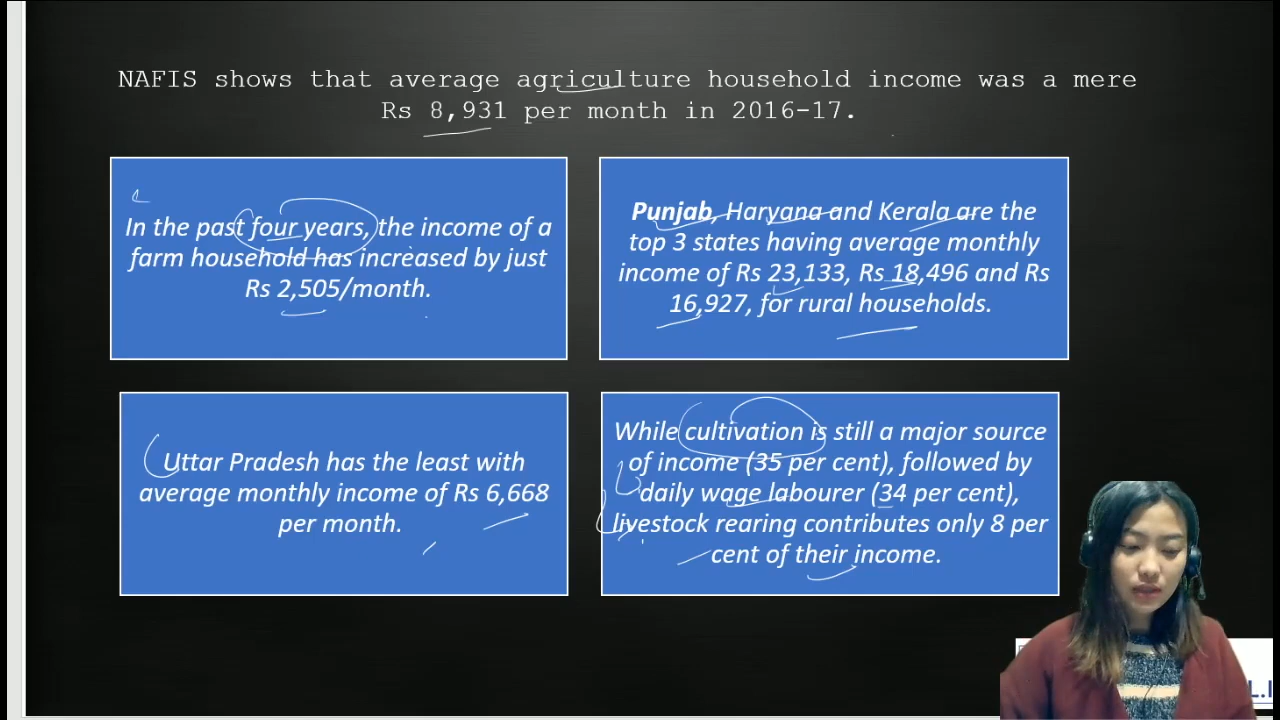 NAFIS shows that average agriculture household income was a mere
Rs 8,931 per month in 2016-17.
In the past four years, the income of a
farm household has increased by just
Rs 2,505/month.
Punjab, Haryana and Kerala are the
top 3 states having average monthly
income of Rs 23,133, Rs 18,496 and Rs
16,927, for rural households.
Uttar Pradesh has the least with
average monthly income of Rs 6,668
per month.
While cultivation is still a major source
of income (35 per cent), followed by
daily wage labourer (34 per cent),
livestock rearing contributes only 8 per
cent of their income.